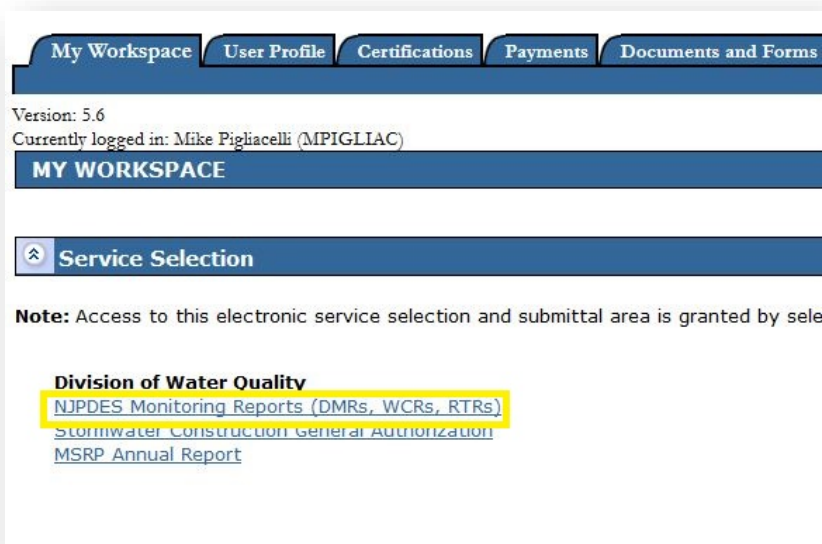 My Workspace User Profile Certifications Payments Documents and Forms
Version: 5.6
Currently logged in: Mike Pigliacelli (MPIGLIAC)
MY WORKSPACE
Service Selection
Note: Access to this electronic service selection and submittal area is granted by sele
Division of Water Quality
NJPDES Monitoring Reports (DMRs, WCRs, RTRs)
Stormwater Construction General Authorization
MSRP Annual Report